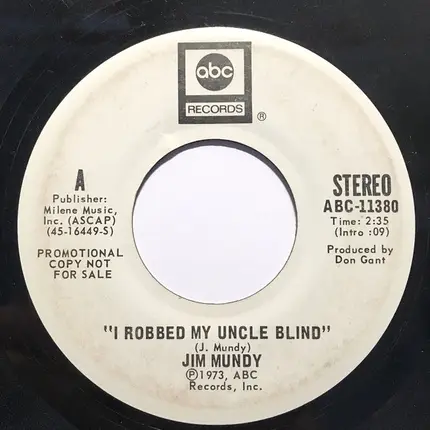 abc
RECORDS
®
A
Publisher:
Milene Music,
Inc. (ASCAP)
(45-16449-S)
PROMOTIONAL
COPY NOT
FOR SALE
STEREO
ABC-11380
Time: 2:35
(Intro :09)
Produced by
Don Gant
"I ROBBED MY UNCLE BLIND"
(J. Mundy)
JIM MUNDY
Ⓟ1973, ABC
Records, Inc.